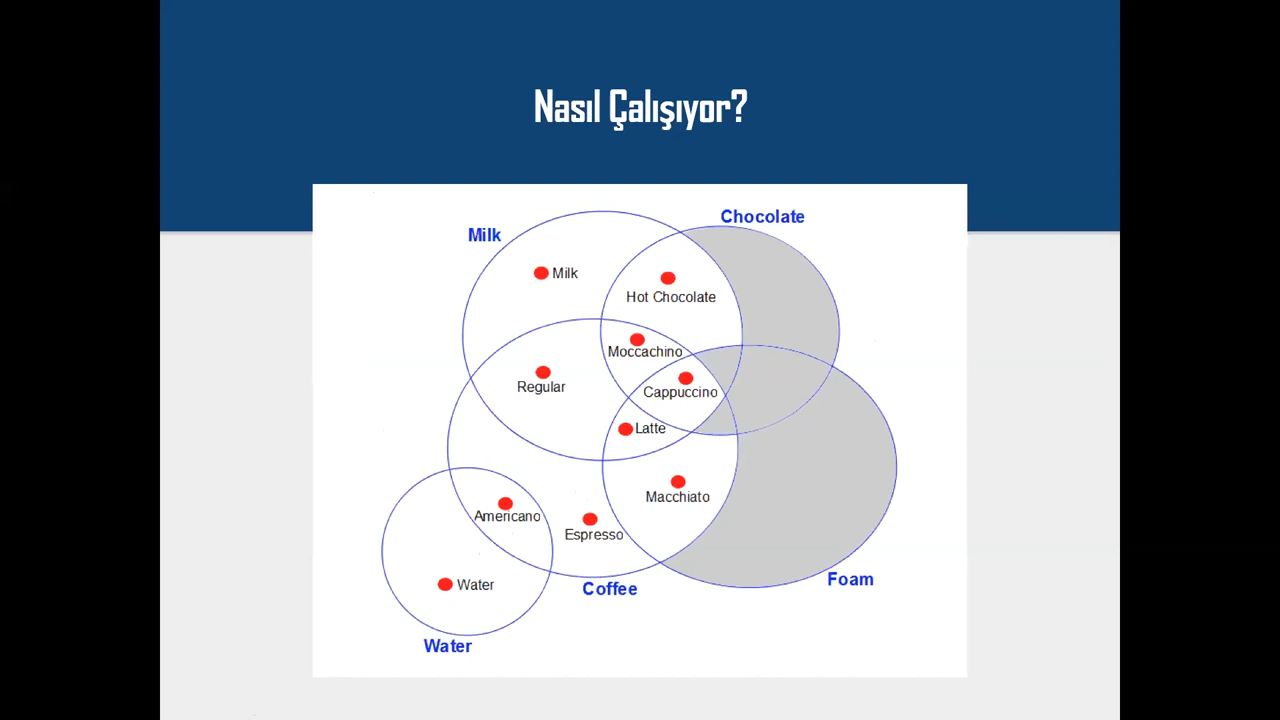 Nasıl Çalışıyor?
Chocolate
Milk
Milk
Hot Chocolate
Moccachino
Regular
Cappuccino
Latte
Macchiato
Americano
Espresso
Water
Foam
Coffee
Water